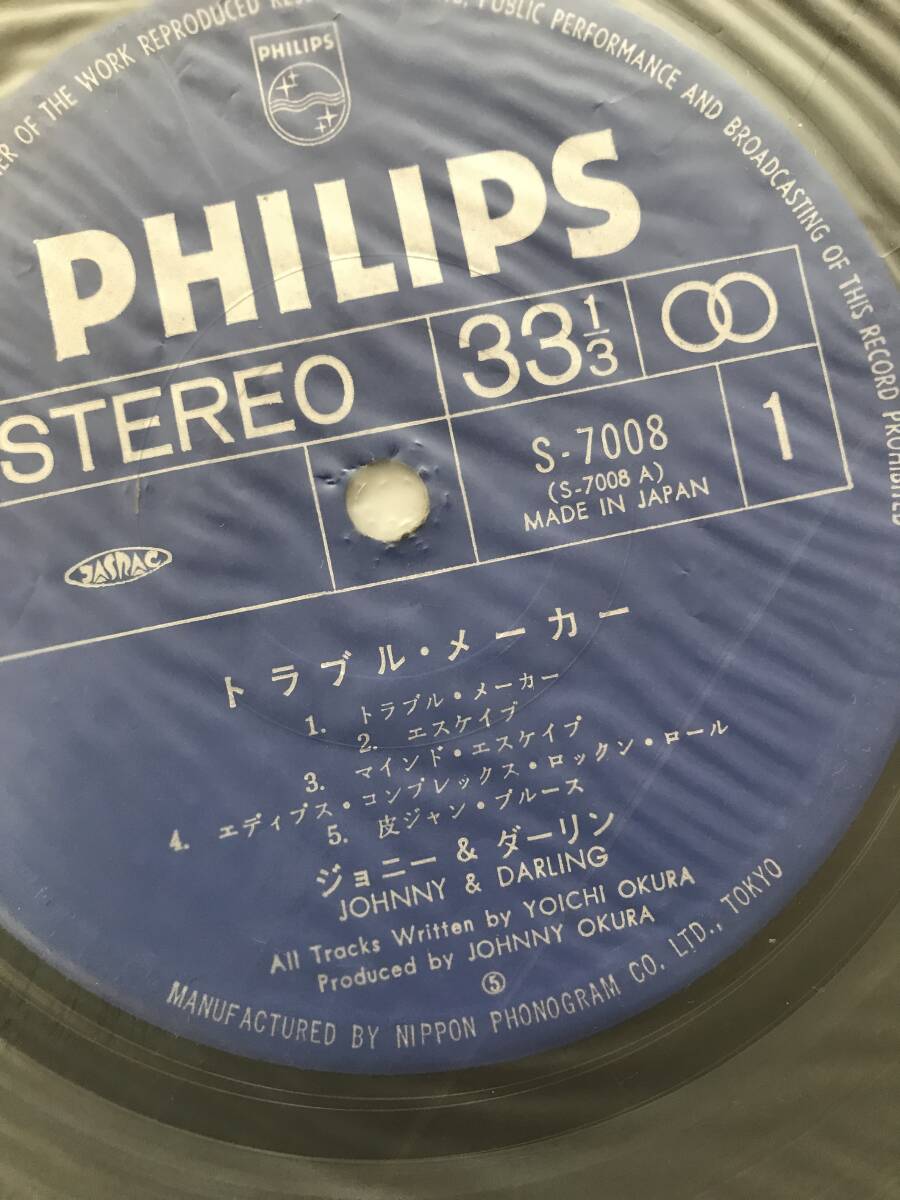 ER OF THE WORK REPRODUCED RESE
PUBLIC PERFORMANCE AND BROADCASTING OF THIS RECORD PROHIBITED
PHILIPS
PHILIPS
STEREO
33 1/3
S-7008
(S-7008 A)
MADE IN JAPAN
1
JASRAC
トラブル・メーカー
1. トラブル・メーカー
2. エスケイプ
3. マインド・エスケイプ
4. エディプス・コンプレックス・ロックン・ロール
5. 皮ジャン・ブルース
ジョニー & ダーリン
JOHNNY & DARLING
All Tracks Written by YOICHI OKURA
Produced by JOHNNY OKURA
⑤
MANUFACTURED BY NIPPON PHONOGRAM CO. LTD., TOKYO